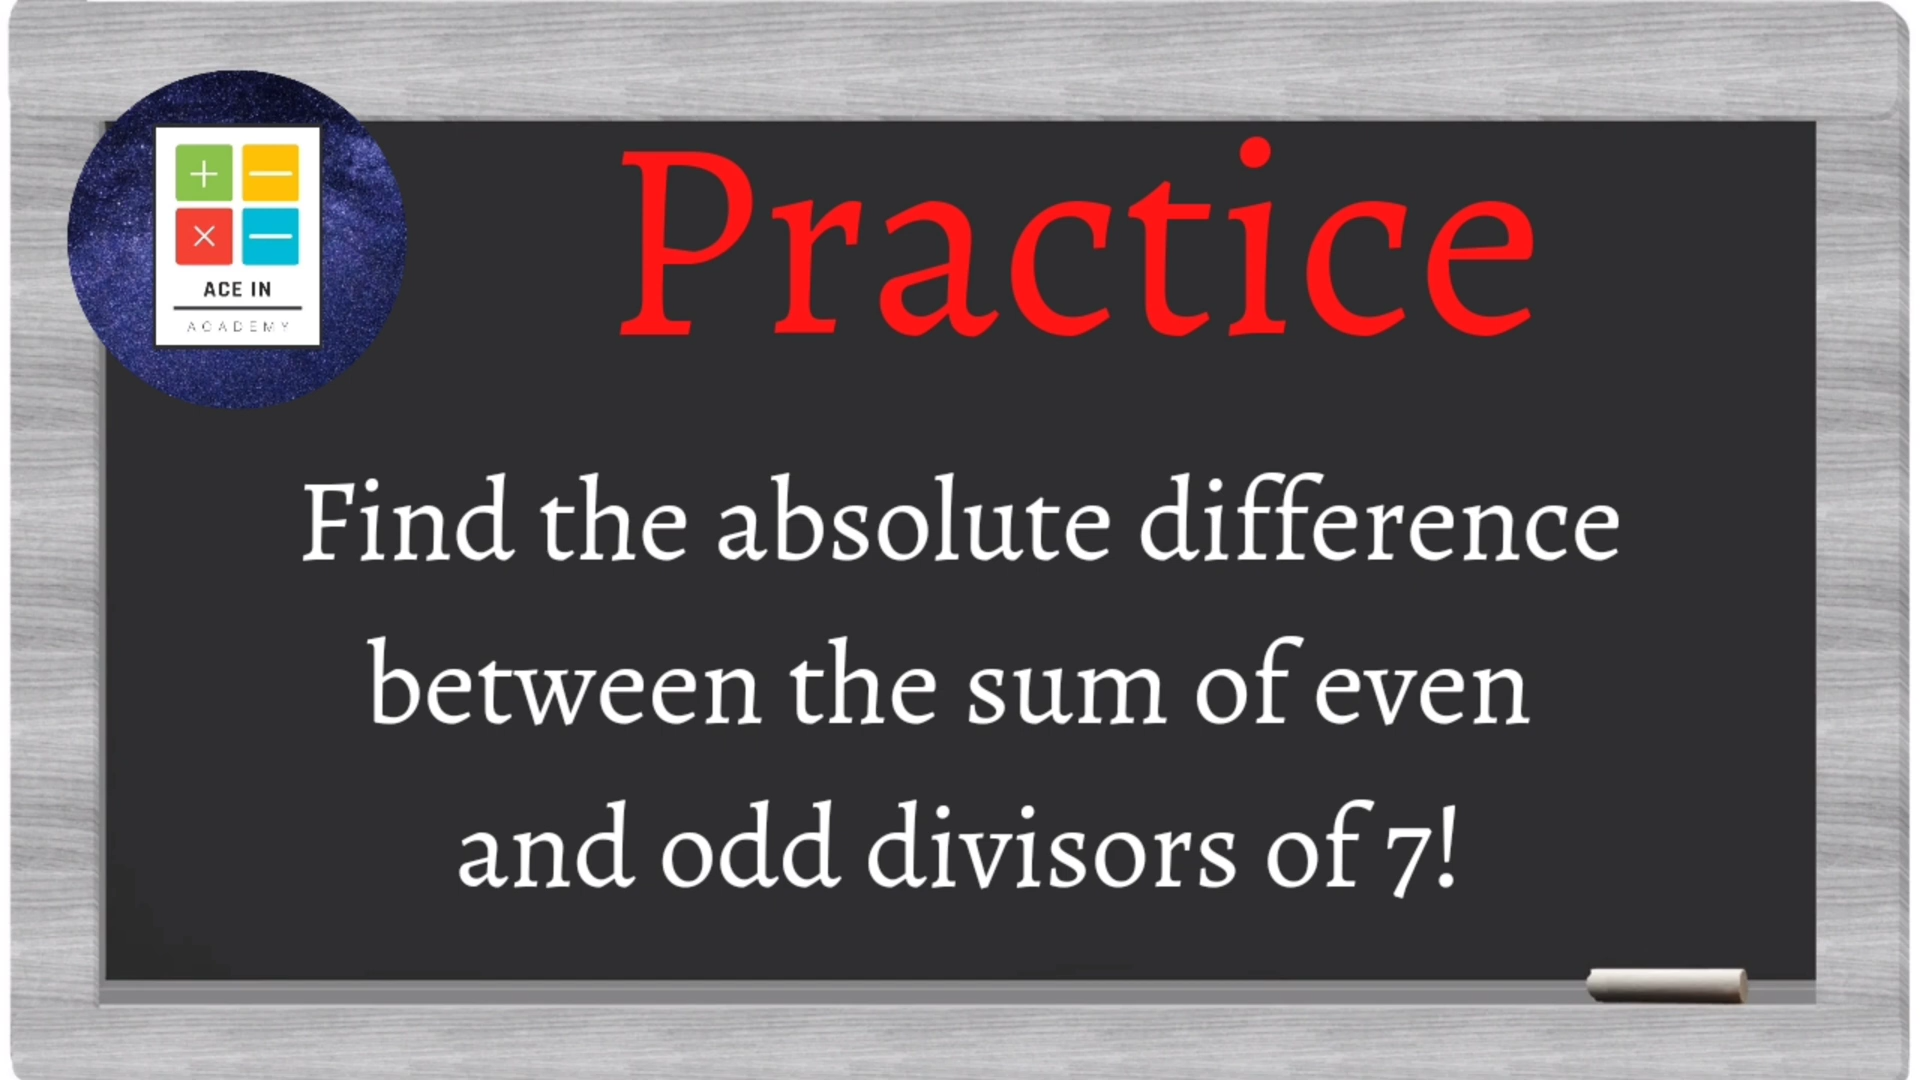 ACE IN
ACADEMY
Practice
Find the absolute difference
between the sum of even
and odd divisors of 7!